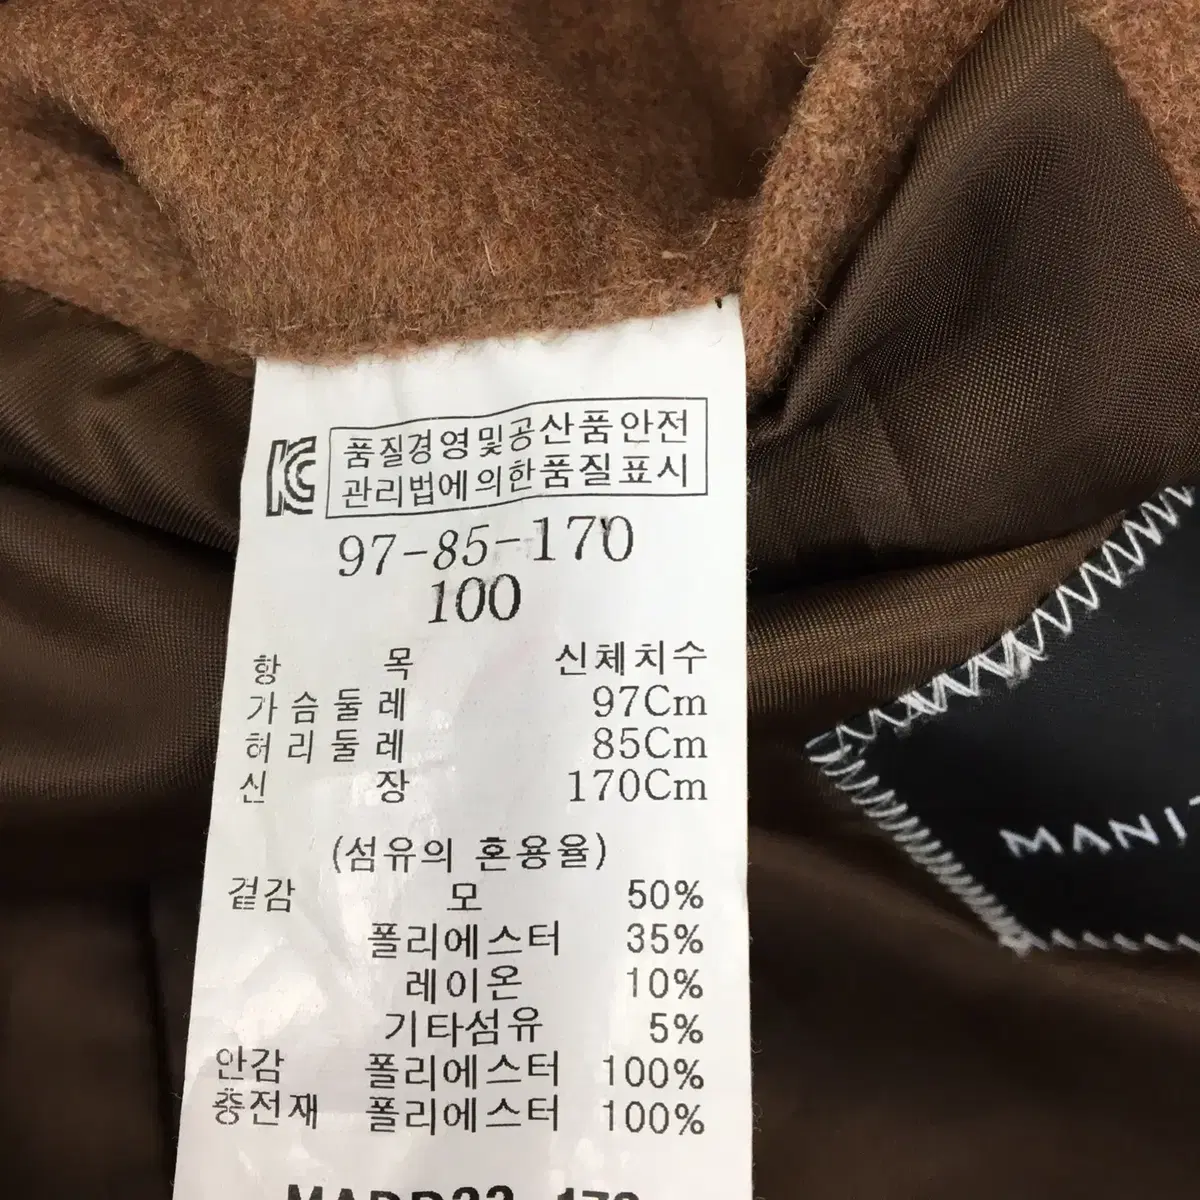 KC
품질경영및공산품안전
관리법에의한품질표시
97-85-170
100
항 목 신체치수
가슴둘레 97Cm
허리둘레 85Cm
신 장 170Cm
(섬유의 혼용율)
겉감 모 50%
폴리에스터 35%
레이온 10%
기타섬유 5%
안감 폴리에스터 100%
충전재 폴리에스터 100%